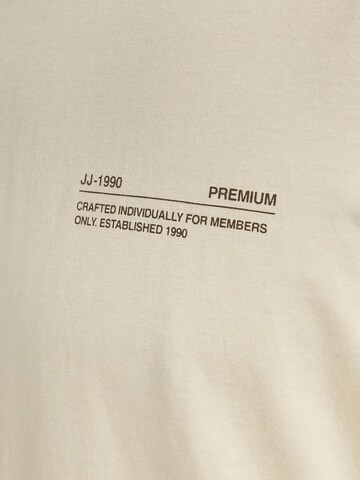 JJ-1990 PREMIUM
CRAFTED INDIVIDUALLY FOR MEMBERS
ONLY. ESTABLISHED 1990